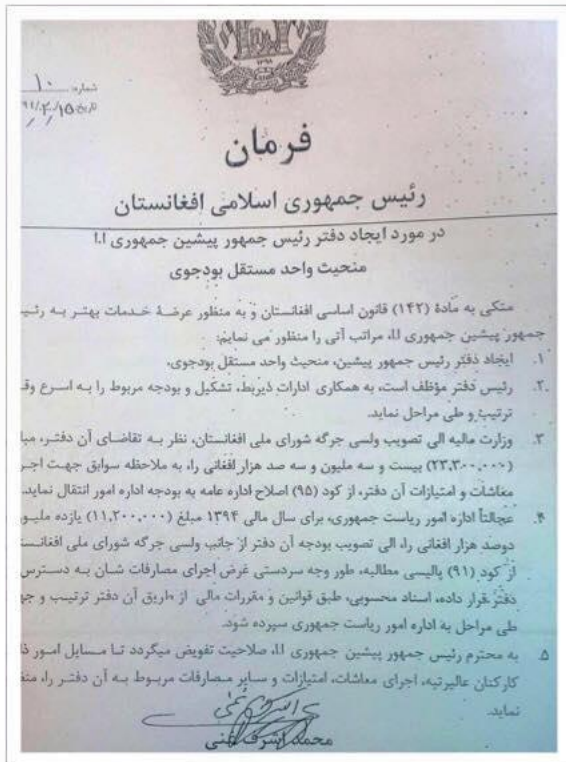 شماره: ۱۰
تاریخ ۹۴/۴/۱۵
فرمان
رئیس جمهوری اسلامی افغانستان
در مورد ایجاد دفتر رئیس جمهور پیشین جمهوری ا.ا
منحیث واحد مستقل بودجوی
متکی به مادۀ (۱۴۲) قانون اساسی افغانستان و به منظور عرضۀ خدمات بهتر به
جمهور پیشین جمهوری ا.ا، مراتب آتی را منظور می نمایم:
۱. ایجاد دفتر رئیس جمهور پیشین، منحیث واحد مستقل بودجوی.
۲. رئیس دفتر مؤظف است، به همکاری ادارات ذیربط، تشکیل و بودجه مربوط را به اسرع
ترتیب و طی مراحل نماید.
۳. وزارت مالیه الی تصویب ولسی جرگه شورای ملی افغانستان، نظر به تقاضای آن دفتر،
(۲۳,۳۰۰,۰۰۰) بیست و سه ملیون و سه صد هزار افغانی را، به ملاحظه سوابق جهت
معاشات و امتیازات آن دفتر، از کود (۹۵) اصلاح اداره عامه به بودجه اداره امور انتقال نماید.
۴. عجالتاً اداره امور ریاست جمهوری، برای سال مالی ۱۳۹۴ مبلغ (۱۱,۲۰۰,۰۰۰) یازده
دوصد هزار افغانی را، الی تصویب بودجه آن دفتر از جانب ولسی جرگه شورای ملی
از کود (۹۱) پالیسی مطالبه، طور وجه سردستی غرض اجرای مصارفات شان به دسترس
دفتر قرار داده، اسناد محسوبی، طبق قوانین و مقررات مالی از طریق آن دفتر ترتیب و
طی مراحل به اداره امور ریاست جمهوری سپرده شود.
۵. به محترم رئیس جمهور پیشین جمهوری ا.ا، صلاحیت تفویض میگردد تا مسایل امور
کارکنان عالیرتبه، اجرای معاشات، امتیازات و سایر مصارفات مربوط به آن دفتر را،
نماید.
محمد اشرف غنی